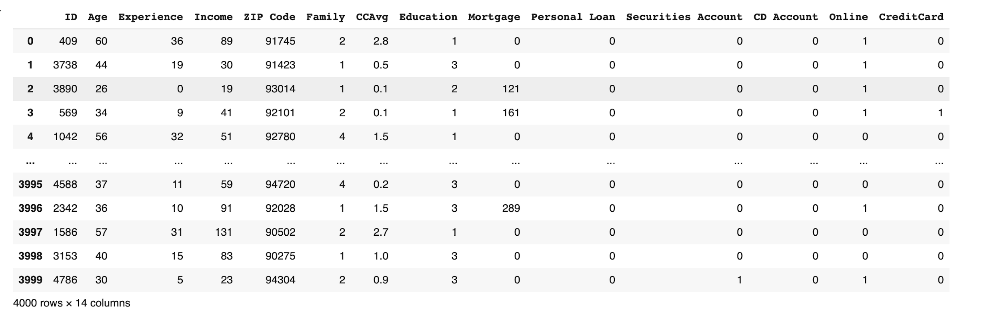 ID Age Experience Income ZIP Code Family CCAvg Education Mortgage Personal Loan Securities Account CD Account Online CreditCard
0 409 60 36 89 91745 2 2.8 1 0 0 0 0 1 0
1 3738 44 19 30 91423 1 0.5 3 0 0 0 0 1 0
2 3890 26 0 19 93014 1 0.1 2 121 0 0 0 1 0
3 569 34 9 41 92101 2 0.1 1 161 0 0 0 1 1
4 1042 56 32 51 92780 4 1.5 1 0 0 0 0 0 0
... ... ... ... ... ... ... ... ... ... ... ... ... ... ...
3995 4588 37 11 59 94720 4 0.2 3 0 0 0 0 0 0
3996 2342 36 10 91 92028 1 1.5 3 289 0 0 0 1 0
3997 1586 57 31 131 90502 2 2.7 1 0 0 0 0 0 0
3998 3153 40 15 83 90275 1 1.0 3 0 0 0 0 0 0
3999 4786 30 5 23 94304 2 0.9 3 0 0 1 0 1 0
4000 rows × 14 columns